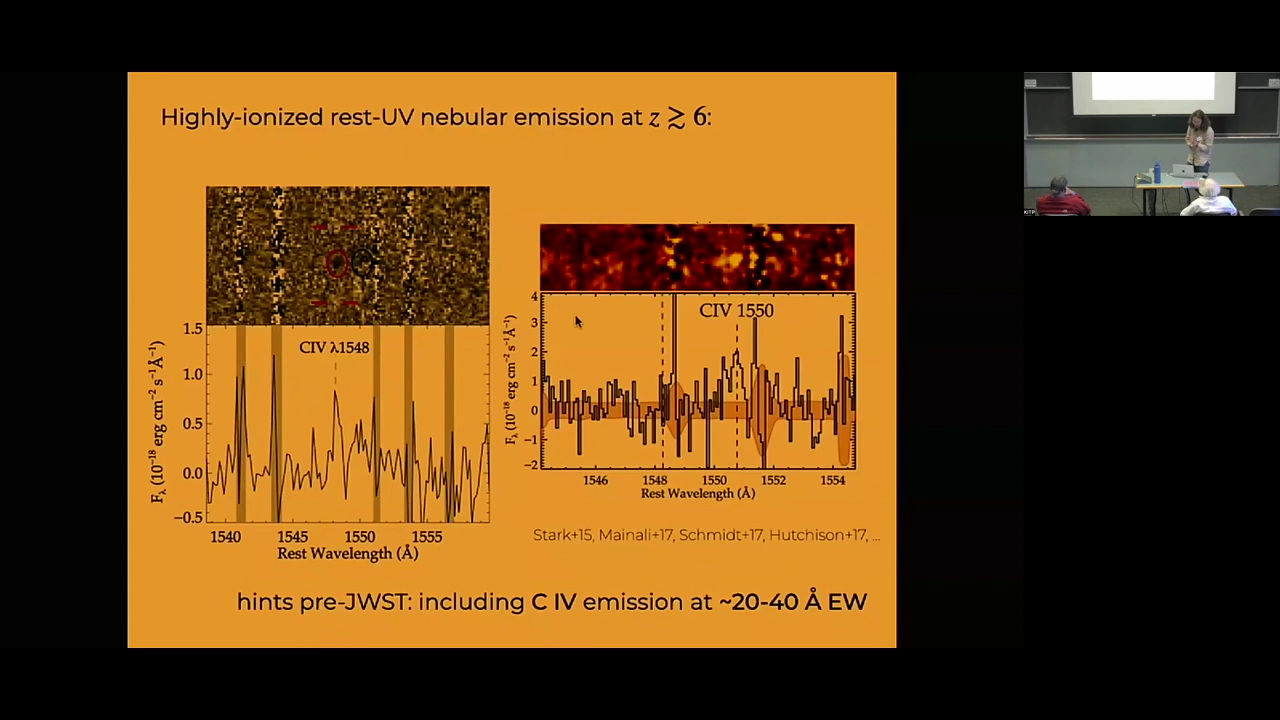 Highly-ionized rest-UV nebular emission at z ≳ 6:
CIV λ1548
1.5
1.0
0.5
0.0
−0.5
F_λ (10⁻¹⁸ erg cm⁻² s⁻¹ Å⁻¹)
1540 1545 1550 1555
Rest Wavelength (Å)
CIV 1550
4
3
2
1
0
−1
−2
F_λ (10⁻¹⁸ erg cm⁻² s⁻¹ Å⁻¹)
1546 1548 1550 1552 1554
Rest Wavelength (Å)
Stark+15, Mainali+17, Schmidt+17, Hutchison+17, ...
hints pre-JWST: including C IV emission at ~20-40 Å EW
KITP